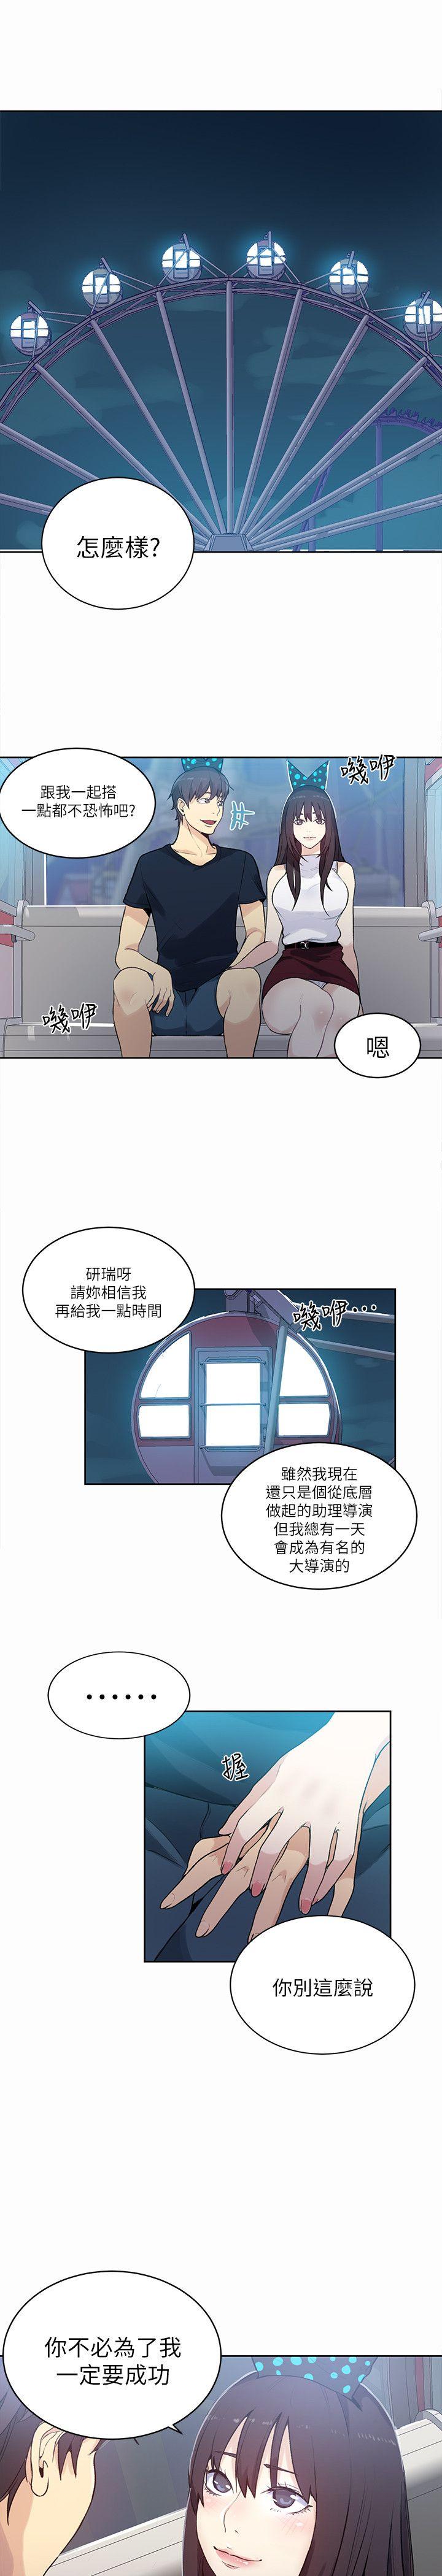 怎麼樣?
嘰咿
跟我一起搭
一點都不恐怖吧?
嘰咿
嗯
研瑞呀
請妳相信我
再給我一點時間
嘰咿...
雖然我現在
還只是個從底層
做起的助理導演
但我總有一天
會成為有名的
大導演的
......
握
你別這麼說
你不必為了我
一定要成功